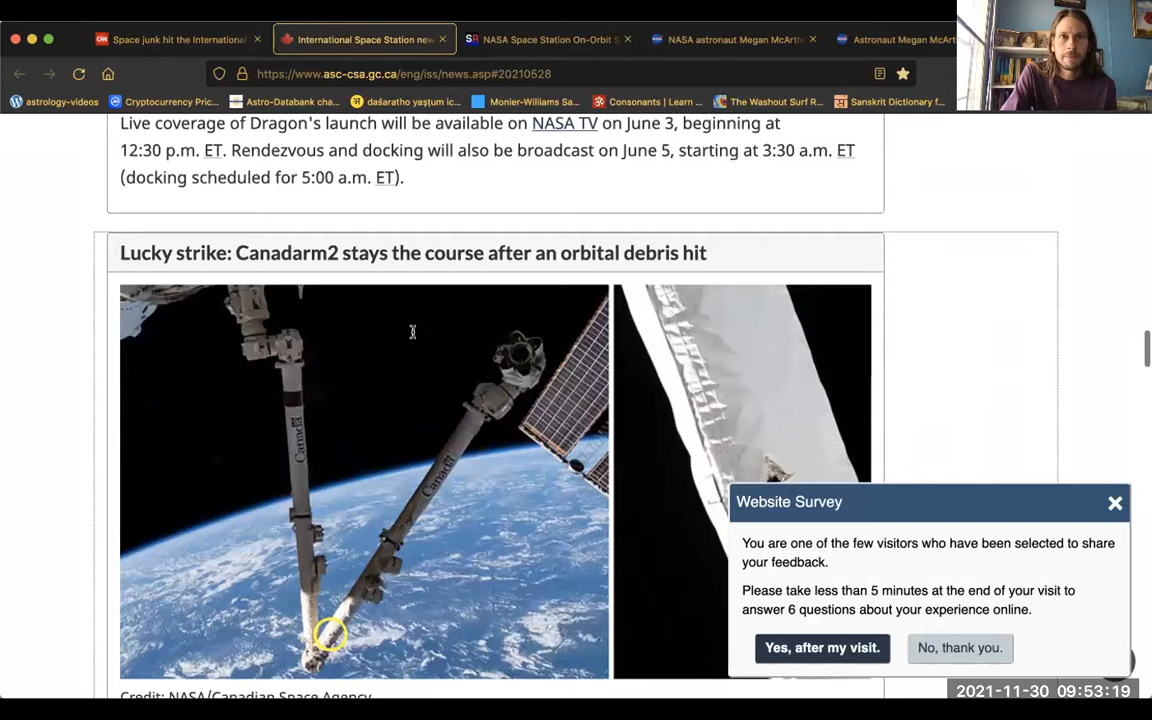 Space junk hit the International
International Space Station new
NASA Space Station On-Orbit S
NASA astronaut Megan McArth
Astronaut Megan McArt
https://www.asc-csa.gc.ca/eng/iss/news.asp#20210528
astrology-videos
Cryptocurrency Pric...
Astro-Databank cha...
daśaratho yaṣṭum ic...
Monier-Williams Sa...
Consonants | Learn ...
The Washout Surf R...
Sanskrit Dictionary f...
Live coverage of Dragon's launch will be available on NASA TV on June 3, beginning at
12:30 p.m. ET. Rendezvous and docking will also be broadcast on June 5, starting at 3:30 a.m. ET
(docking scheduled for 5:00 a.m. ET).
Lucky strike: Canadarm2 stays the course after an orbital debris hit
Canada
Canada
Website Survey
You are one of the few visitors who have been selected to share
your feedback.
Please take less than 5 minutes at the end of your visit to
answer 6 questions about your experience online.
Yes, after my visit.
No, thank you.
Credit: NASA/Canadian Space Agency
2021-11-30 09:53:19